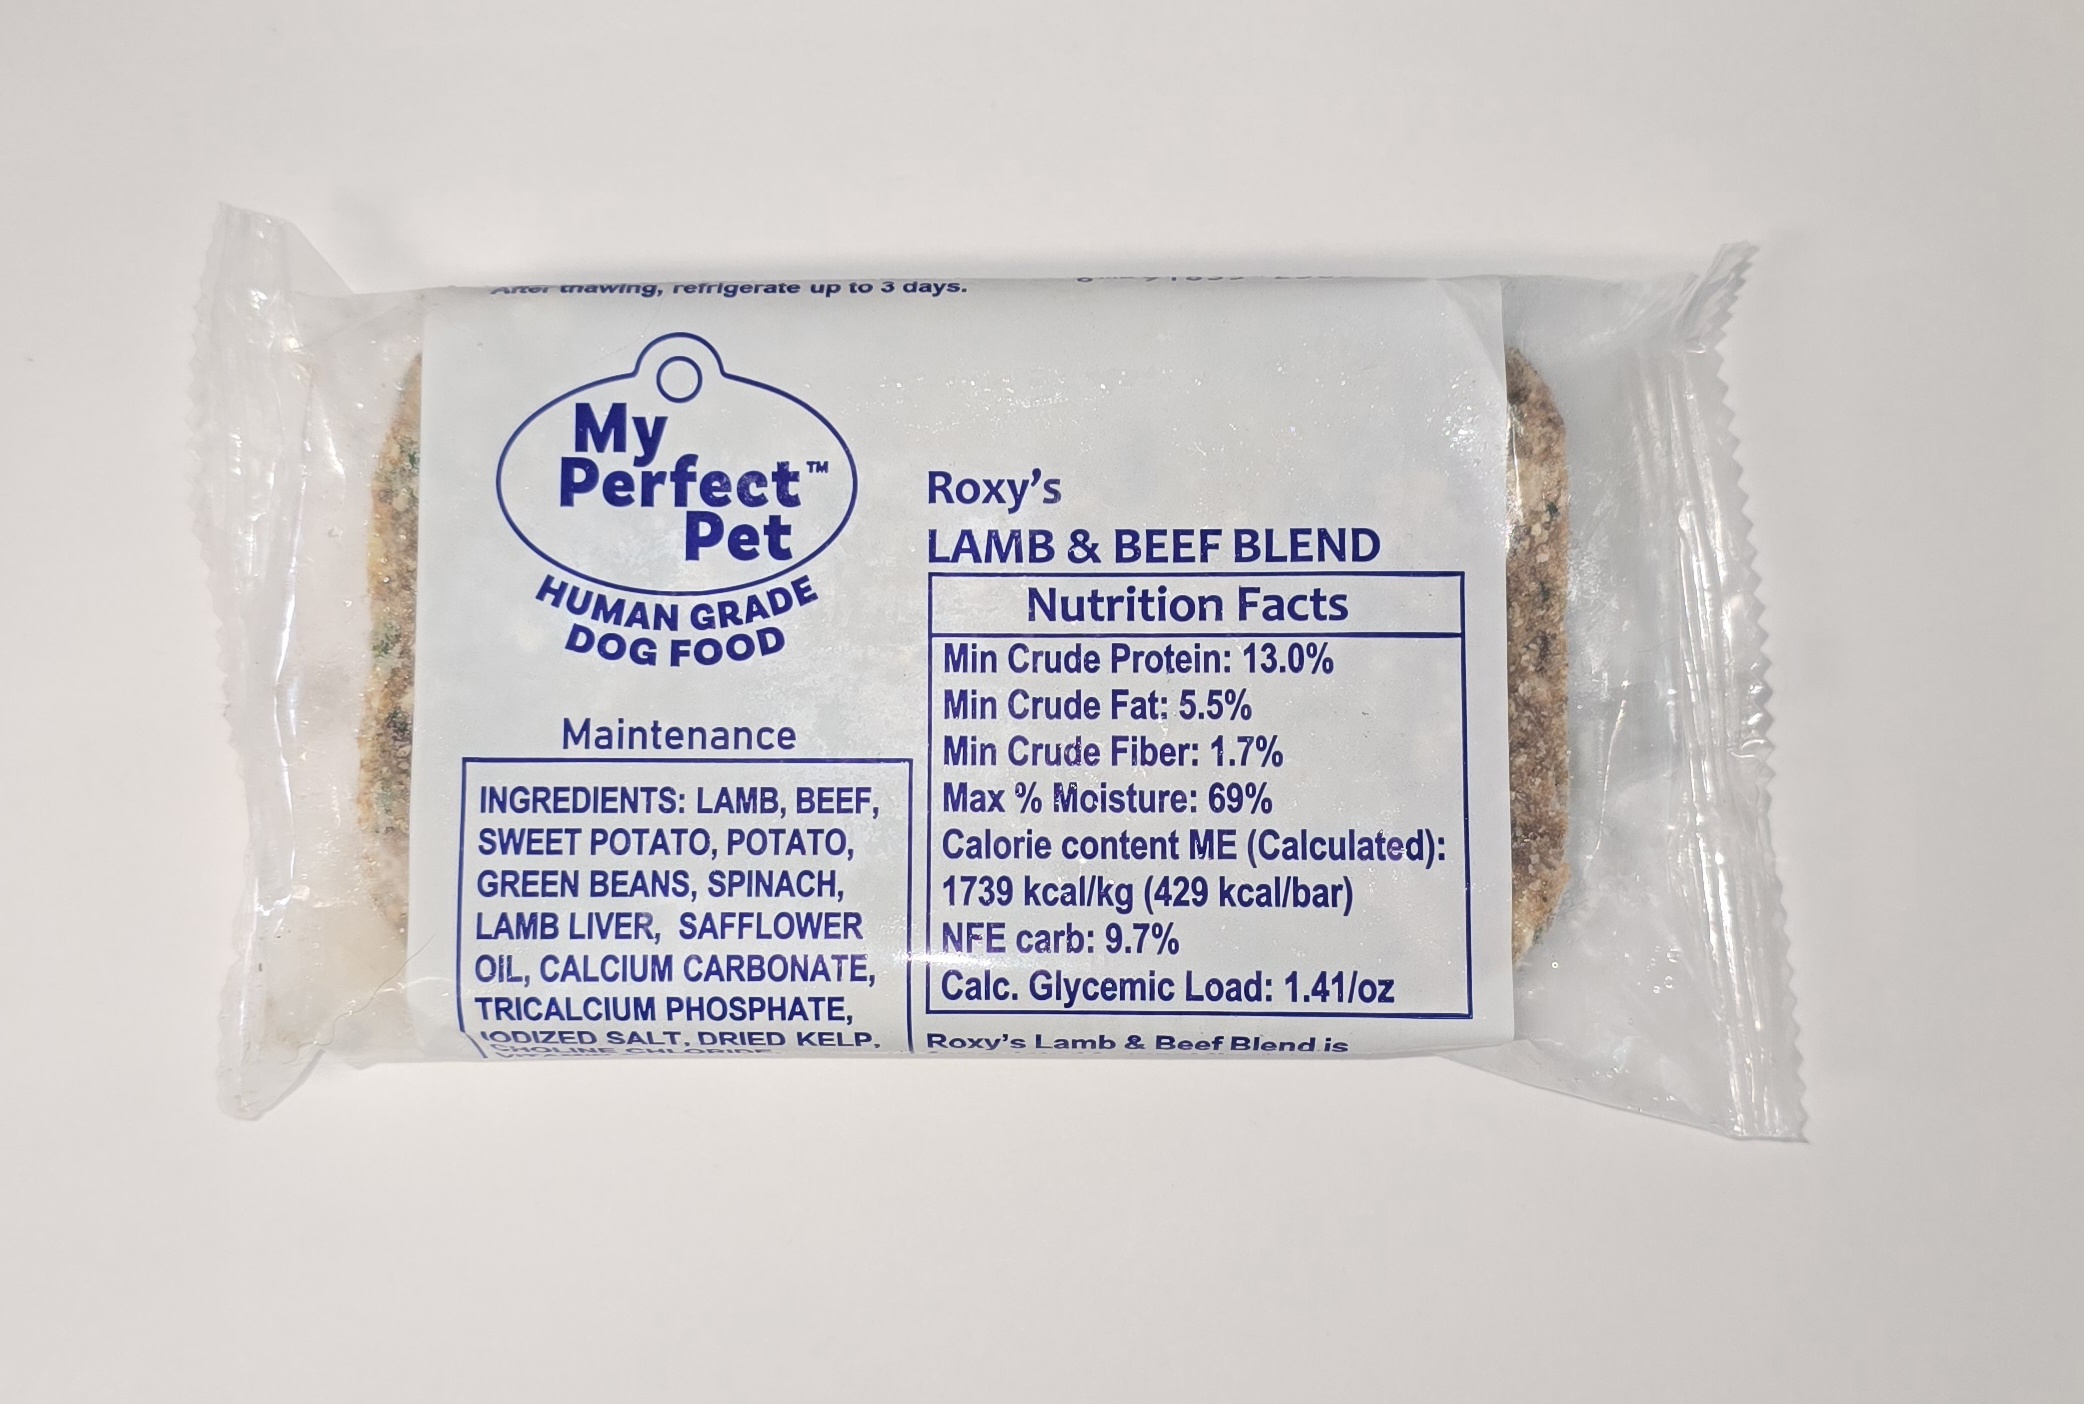 After thawing, refrigerate up to 3 days.
My
Perfect™
Pet
HUMAN GRADE
DOG FOOD
Maintenance
INGREDIENTS: LAMB, BEEF,
SWEET POTATO, POTATO,
GREEN BEANS, SPINACH,
LAMB LIVER, SAFFLOWER
OIL, CALCIUM CARBONATE,
TRICALCIUM PHOSPHATE,
IODIZED SALT, DRIED KELP,
CHOLINE CHLORIDE,
Roxy's
LAMB & BEEF BLEND
Nutrition Facts
Min Crude Protein: 13.0%
Min Crude Fat: 5.5%
Min Crude Fiber: 1.7%
Max % Moisture: 69%
Calorie content ME (Calculated):
1739 kcal/kg (429 kcal/bar)
NFE carb: 9.7%
Calc. Glycemic Load: 1.41/oz
Roxy's Lamb & Beef Blend is